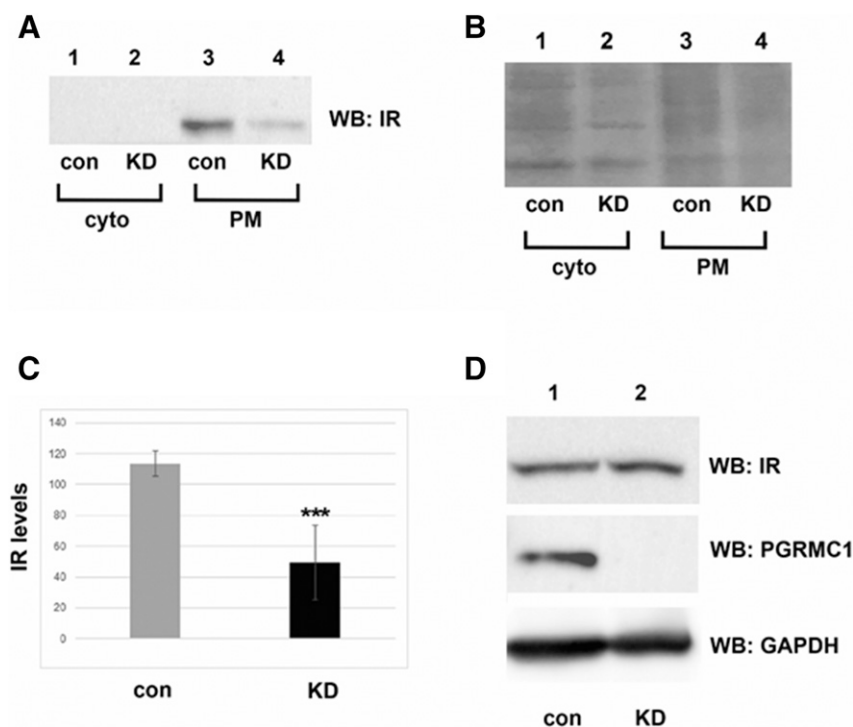 A
1 2 3 4
WB: IR
con KD con KD
cyto PM
B
1 2 3 4
con KD con KD
cyto PM
C
140
120
100
80
60
40
20
0
IR levels
***
con KD
D
1 2
WB: IR
WB: PGRMC1
WB: GAPDH
con KD